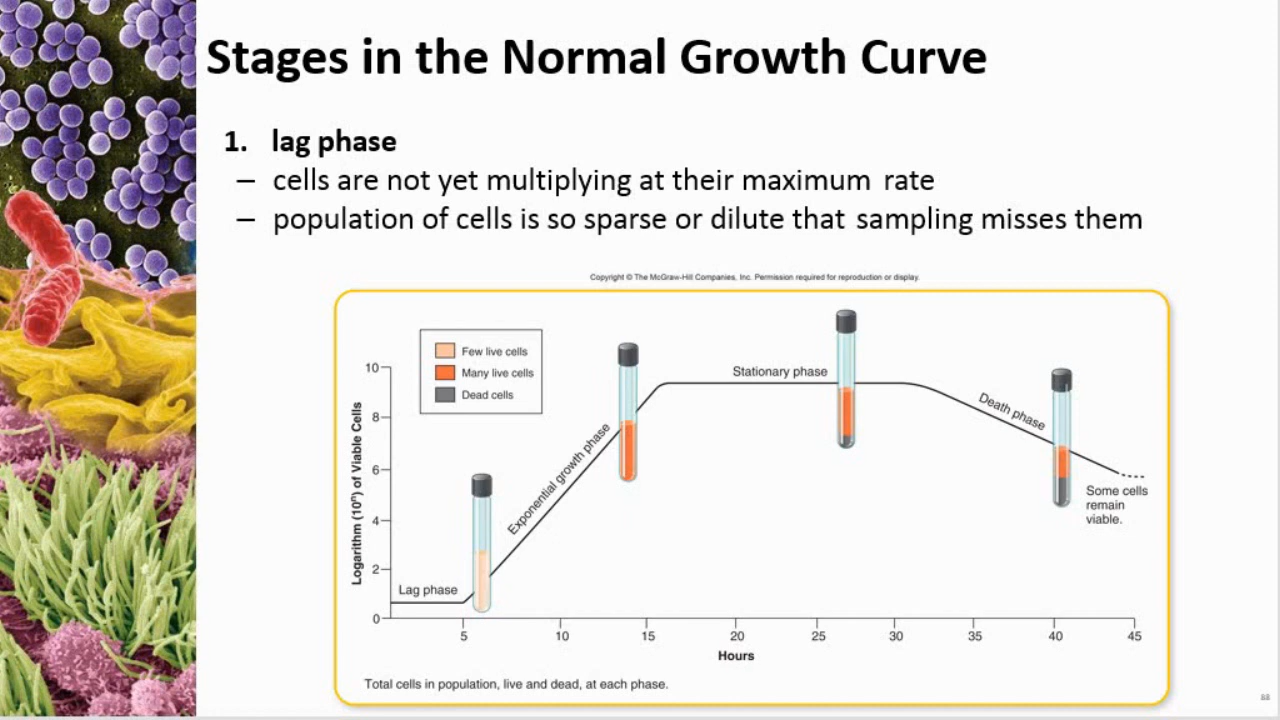 Stages in the Normal Growth Curve
1. lag phase
– cells are not yet multiplying at their maximum rate
– population of cells is so sparse or dilute that sampling misses them
Copyright © The McGraw-Hill Companies, Inc. Permission required for reproduction or display.
Few live cells
Many live cells
Dead cells
Logarithm (10ⁿ) of Viable Cells
10
8
6
4
2
0
Lag phase
Exponential growth phase
Stationary phase
Death phase
Some cells
remain
viable.
5 10 15 20 25 30 35 40 45
Hours
Total cells in population, live and dead, at each phase.
88